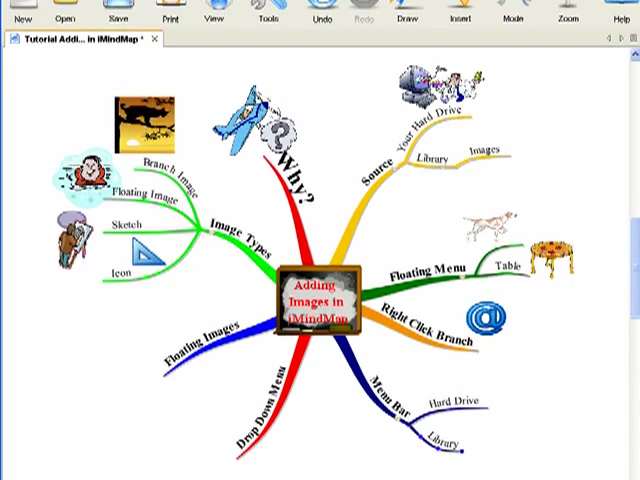 New Open Save Print View Tools Undo Redo Draw Insert Mode Zoom Help
Tutorial Addi... in iMindMap *
Why?
Source
Your Hard Drive
Library
Images
Image Types
Branch Image
Floating Image
Sketch
Icon
Adding
Images in
iMindMap
Floating Menu
Table
Right Click Branch
@
Floating Images
Drop Down Menu
Menu Bar
Hard Drive
Library
?